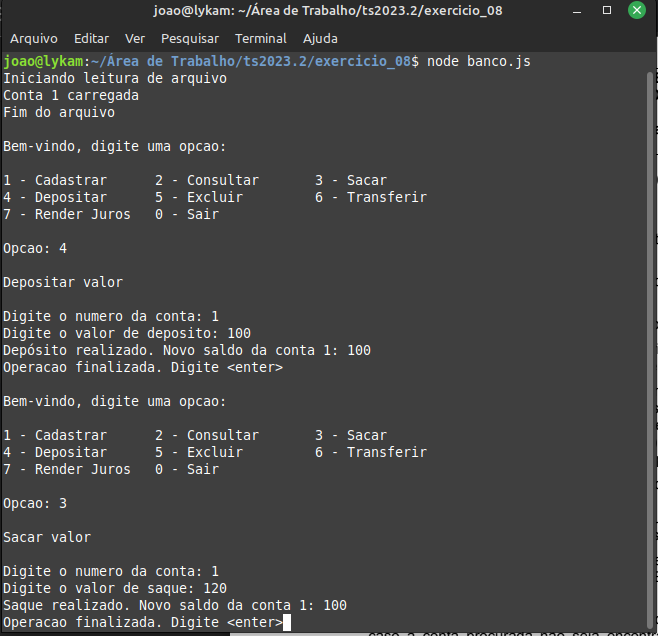 joao@lykam: ~/Área de Trabalho/ts2023.2/exercicio_08
Arquivo Editar Ver Pesquisar Terminal Ajuda
joao@lykam:~/Área de Trabalho/ts2023.2/exercicio_08$ node banco.js
Iniciando leitura de arquivo
Conta 1 carregada
Fim do arquivo
Bem-vindo, digite uma opcao:
1 - Cadastrar 2 - Consultar 3 - Sacar
4 - Depositar 5 - Excluir 6 - Transferir
7 - Render Juros 0 - Sair
Opcao: 4
Depositar valor
Digite o numero da conta: 1
Digite o valor de deposito: 100
Depósito realizado. Novo saldo da conta 1: 100
Operacao finalizada. Digite <enter>
Bem-vindo, digite uma opcao:
1 - Cadastrar 2 - Consultar 3 - Sacar
4 - Depositar 5 - Excluir 6 - Transferir
7 - Render Juros 0 - Sair
Opcao: 3
Sacar valor
Digite o numero da conta: 1
Digite o valor de saque: 120
Saque realizado. Novo saldo da conta 1: 100
Operacao finalizada. Digite <enter>